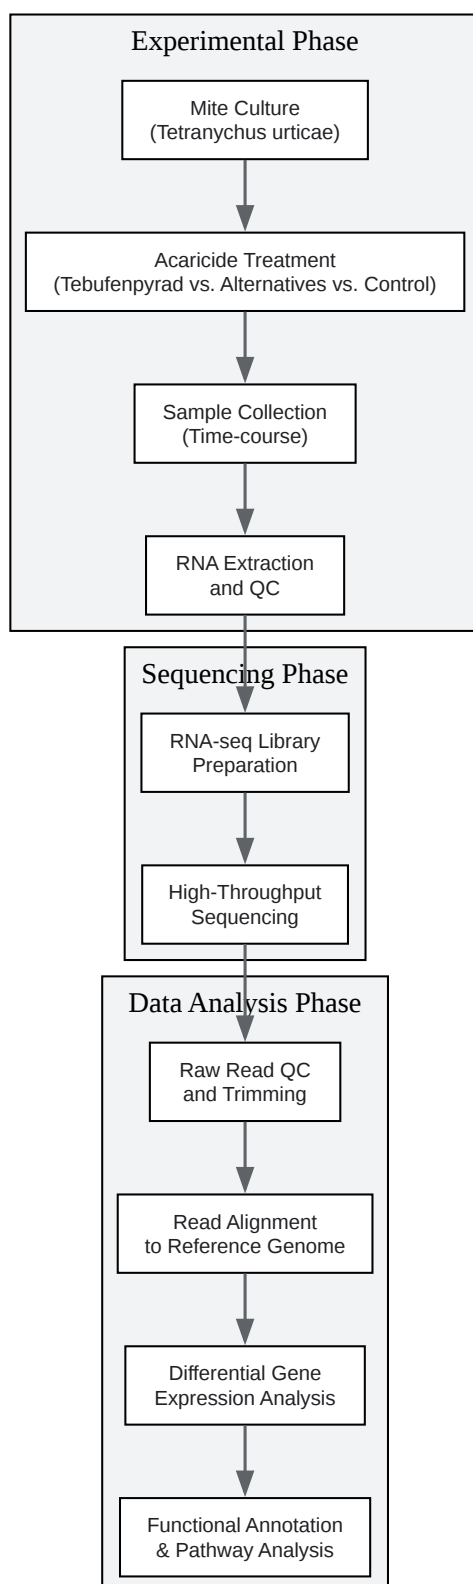 Experimental Phase
Mite Culture
(Tetranychus urticae)
Acaricide Treatment
(Tebufenpyrad vs. Alternatives vs. Control)
Sample Collection
(Time-course)
RNA Extraction
and QC
Sequencing Phase
RNA-seq Library
Preparation
High-Throughput
Sequencing
Data Analysis Phase
Raw Read QC
and Trimming
Read Alignment
to Reference Genome
Differential Gene
Expression Analysis
Functional Annotation
& Pathway Analysis